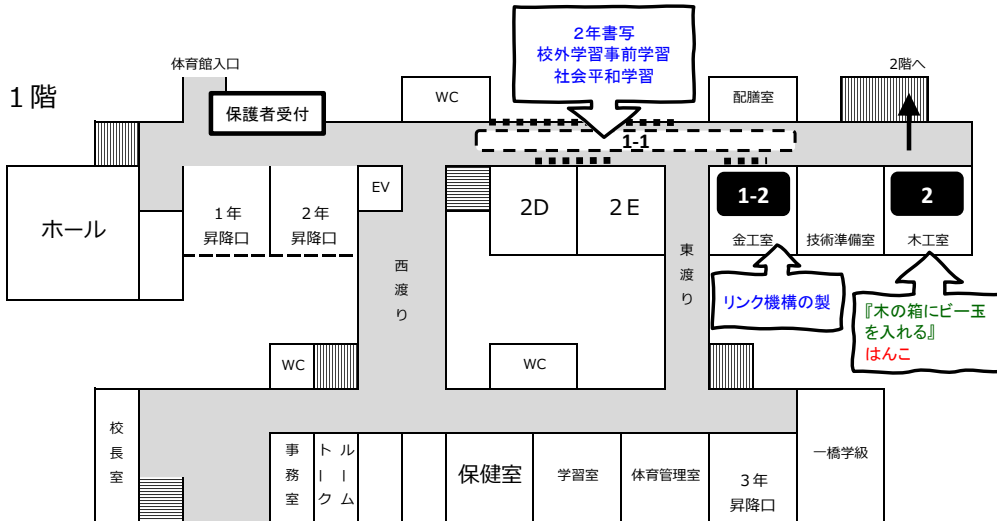 2年書写
校外学習事前学習
社会平和学習
体育館入口
2階へ
1階
WC
配膳室
保護者受付
1-1
EV
ホール
1年
昇降口
2年
昇降口
2D
2E
1-2
2
金工室
技術準備室
木工室
西渡り
東渡り
リンク機構の製
『木の箱にビー玉
を入れる』
はんこ
WC
WC
校長室
事務室
トーク
ルーム
保健室
学習室
体育管理室
3年
昇降口
一橋学級